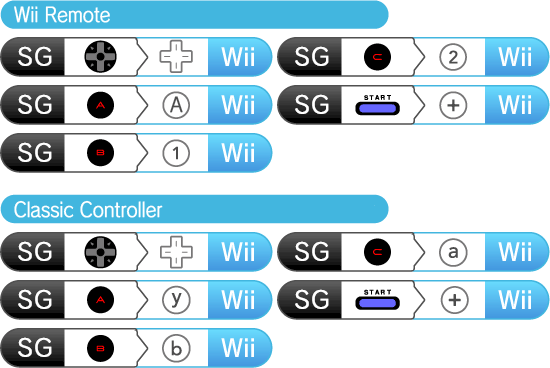 Wii Remote
SG Wii SG C 2 Wii
SG A A Wii SG START + Wii
SG B 1 Wii
Classic Controller
SG Wii SG C a Wii
SG A y Wii SG START + Wii
SG B b Wii